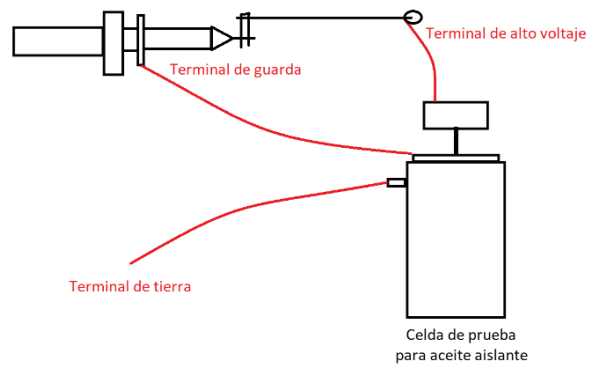 Terminal de alto voltaje
Terminal de guarda
Terminal de tierra
Celda de prueba
para aceite aislante